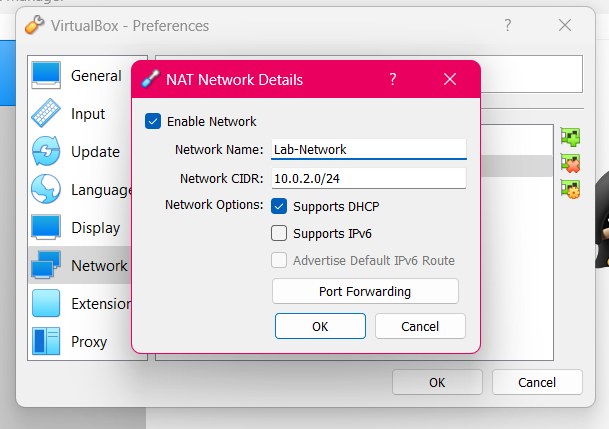 VirtualBox - Preferences
?
General
Input
Update
Language
Display
Network
Extension
Proxy
NAT Network Details
?
Enable Network
Network Name: Lab-Network
Network CIDR: 10.0.2.0/24
Network Options: Supports DHCP
Supports IPv6
Advertise Default IPv6 Route
Port Forwarding
OK Cancel
OK Cancel